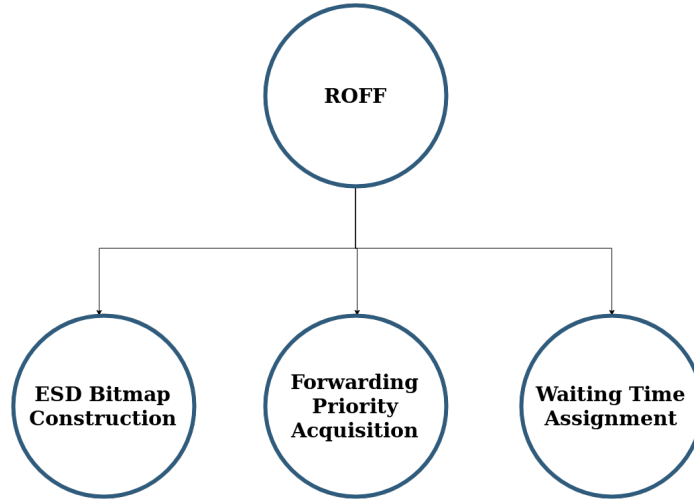 ROFF
ESD Bitmap
Construction
Forwarding
Priority
Acquisition
Waiting Time
Assignment